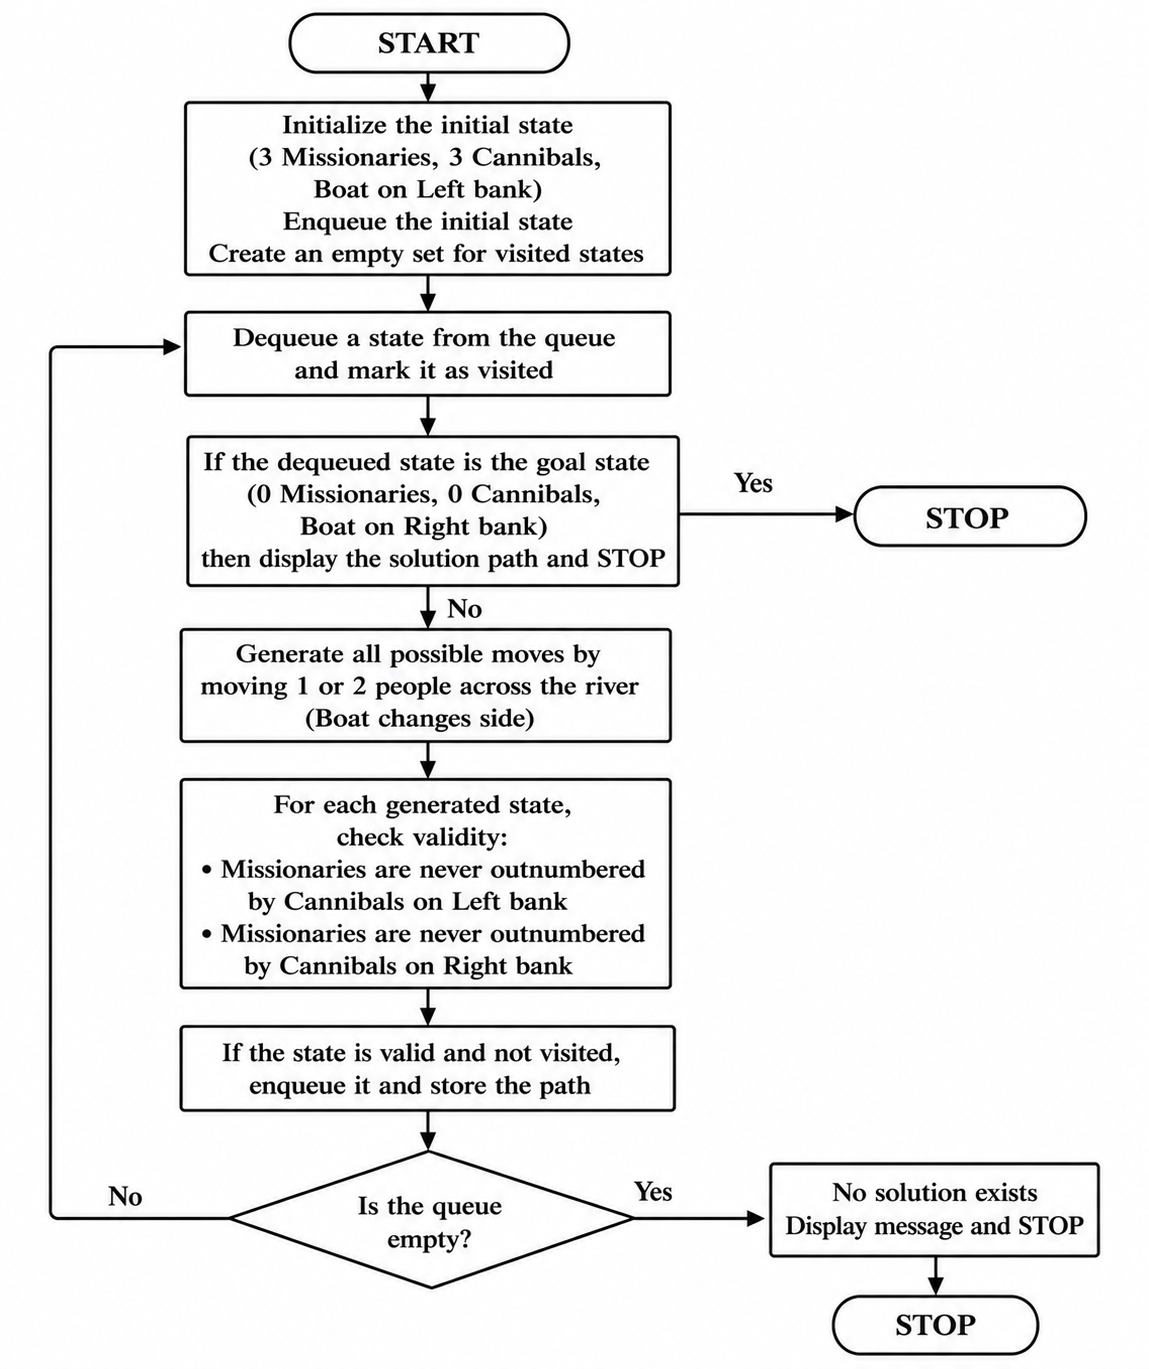 START
Initialize the initial state
(3 Missionaries, 3 Cannibals,
Boat on Left bank)
Enqueue the initial state
Create an empty set for visited states
Dequeue a state from the queue
and mark it as visited
If the dequeued state is the goal state
(0 Missionaries, 0 Cannibals,
Boat on Right bank)
then display the solution path and STOP
Yes
STOP
No
Generate all possible moves by
moving 1 or 2 people across the river
(Boat changes side)
For each generated state,
check validity:
• Missionaries are never outnumbered
by Cannibals on Left bank
• Missionaries are never outnumbered
by Cannibals on Right bank
If the state is valid and not visited,
enqueue it and store the path
Is the queue
empty?
No
Yes
No solution exists
Display message and STOP
STOP